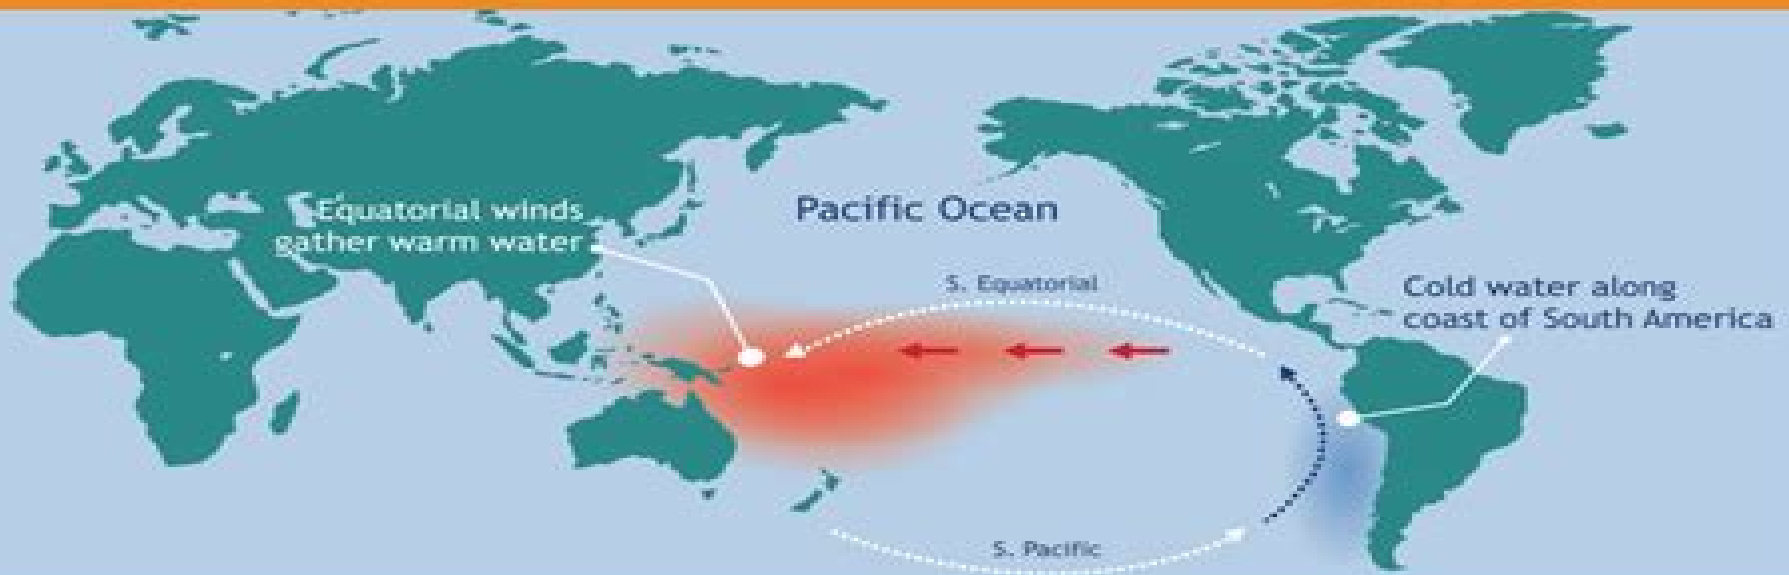 Equatorial winds
gather warm water
Pacific Ocean
S. Equatorial
Cold water along
coast of South America
S. Pacific